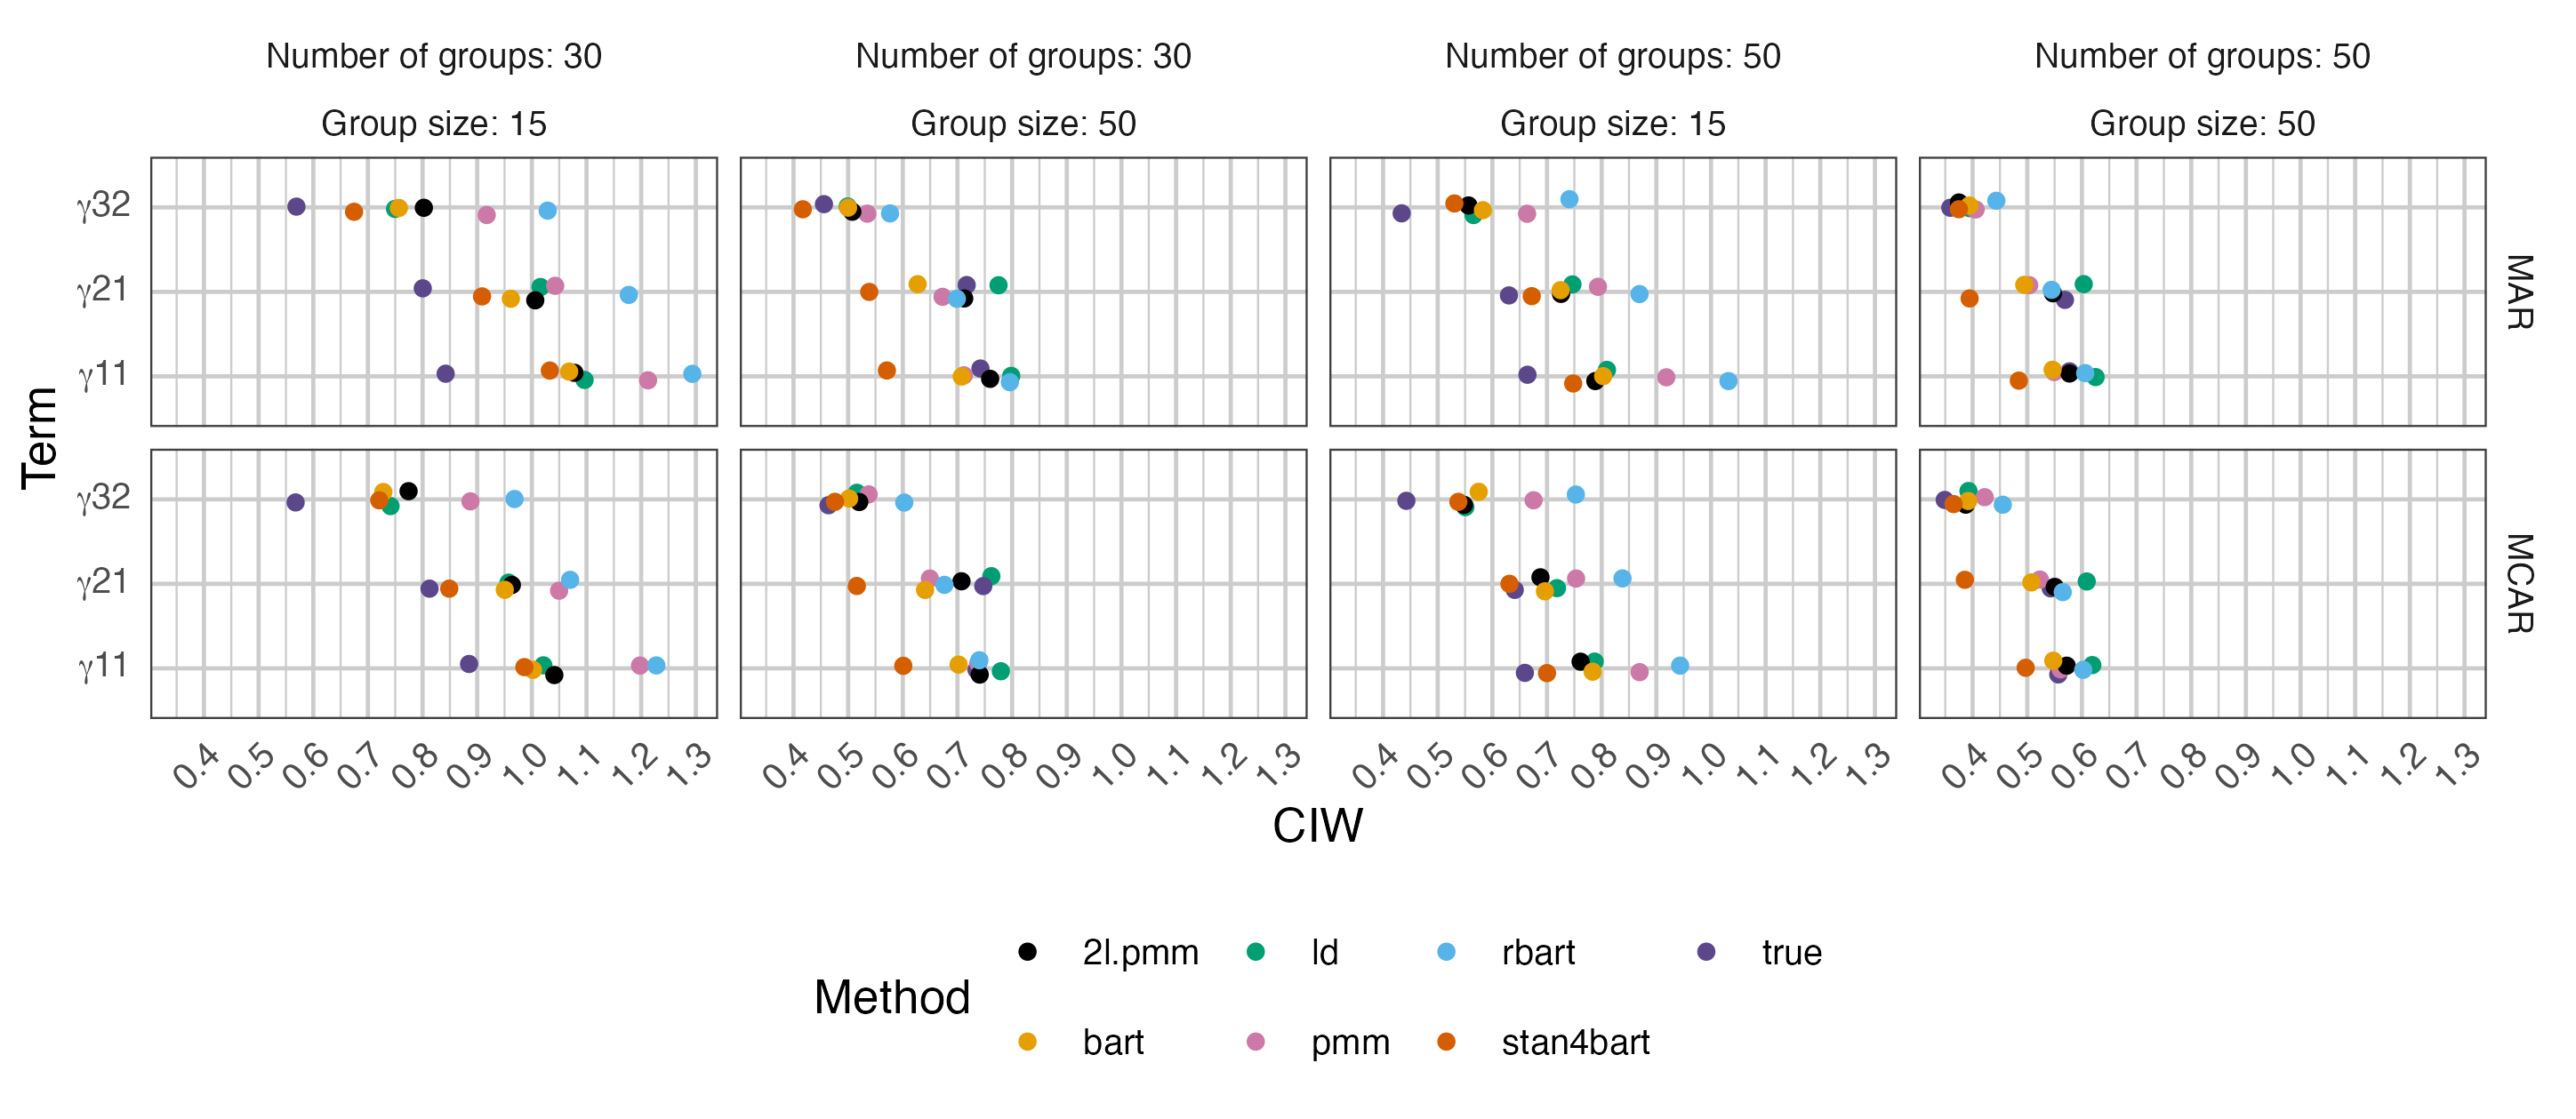 Number of groups: 30
Number of groups: 30
Number of groups: 50
Number of groups: 50
Group size: 15
Group size: 50
Group size: 15
Group size: 50
γ32
γ21
γ11
MAR
Term
γ32
γ21
γ11
MCAR
0.4 0.5 0.6 0.7 0.8 0.9 1.0 1.1 1.2 1.3
0.4 0.5 0.6 0.7 0.8 0.9 1.0 1.1 1.2 1.3
0.4 0.5 0.6 0.7 0.8 0.9 1.0 1.1 1.2 1.3
0.4 0.5 0.6 0.7 0.8 0.9 1.0 1.1 1.2 1.3
CIW
Method
2l.pmm
ld
rbart
true
bart
pmm
stan4bart